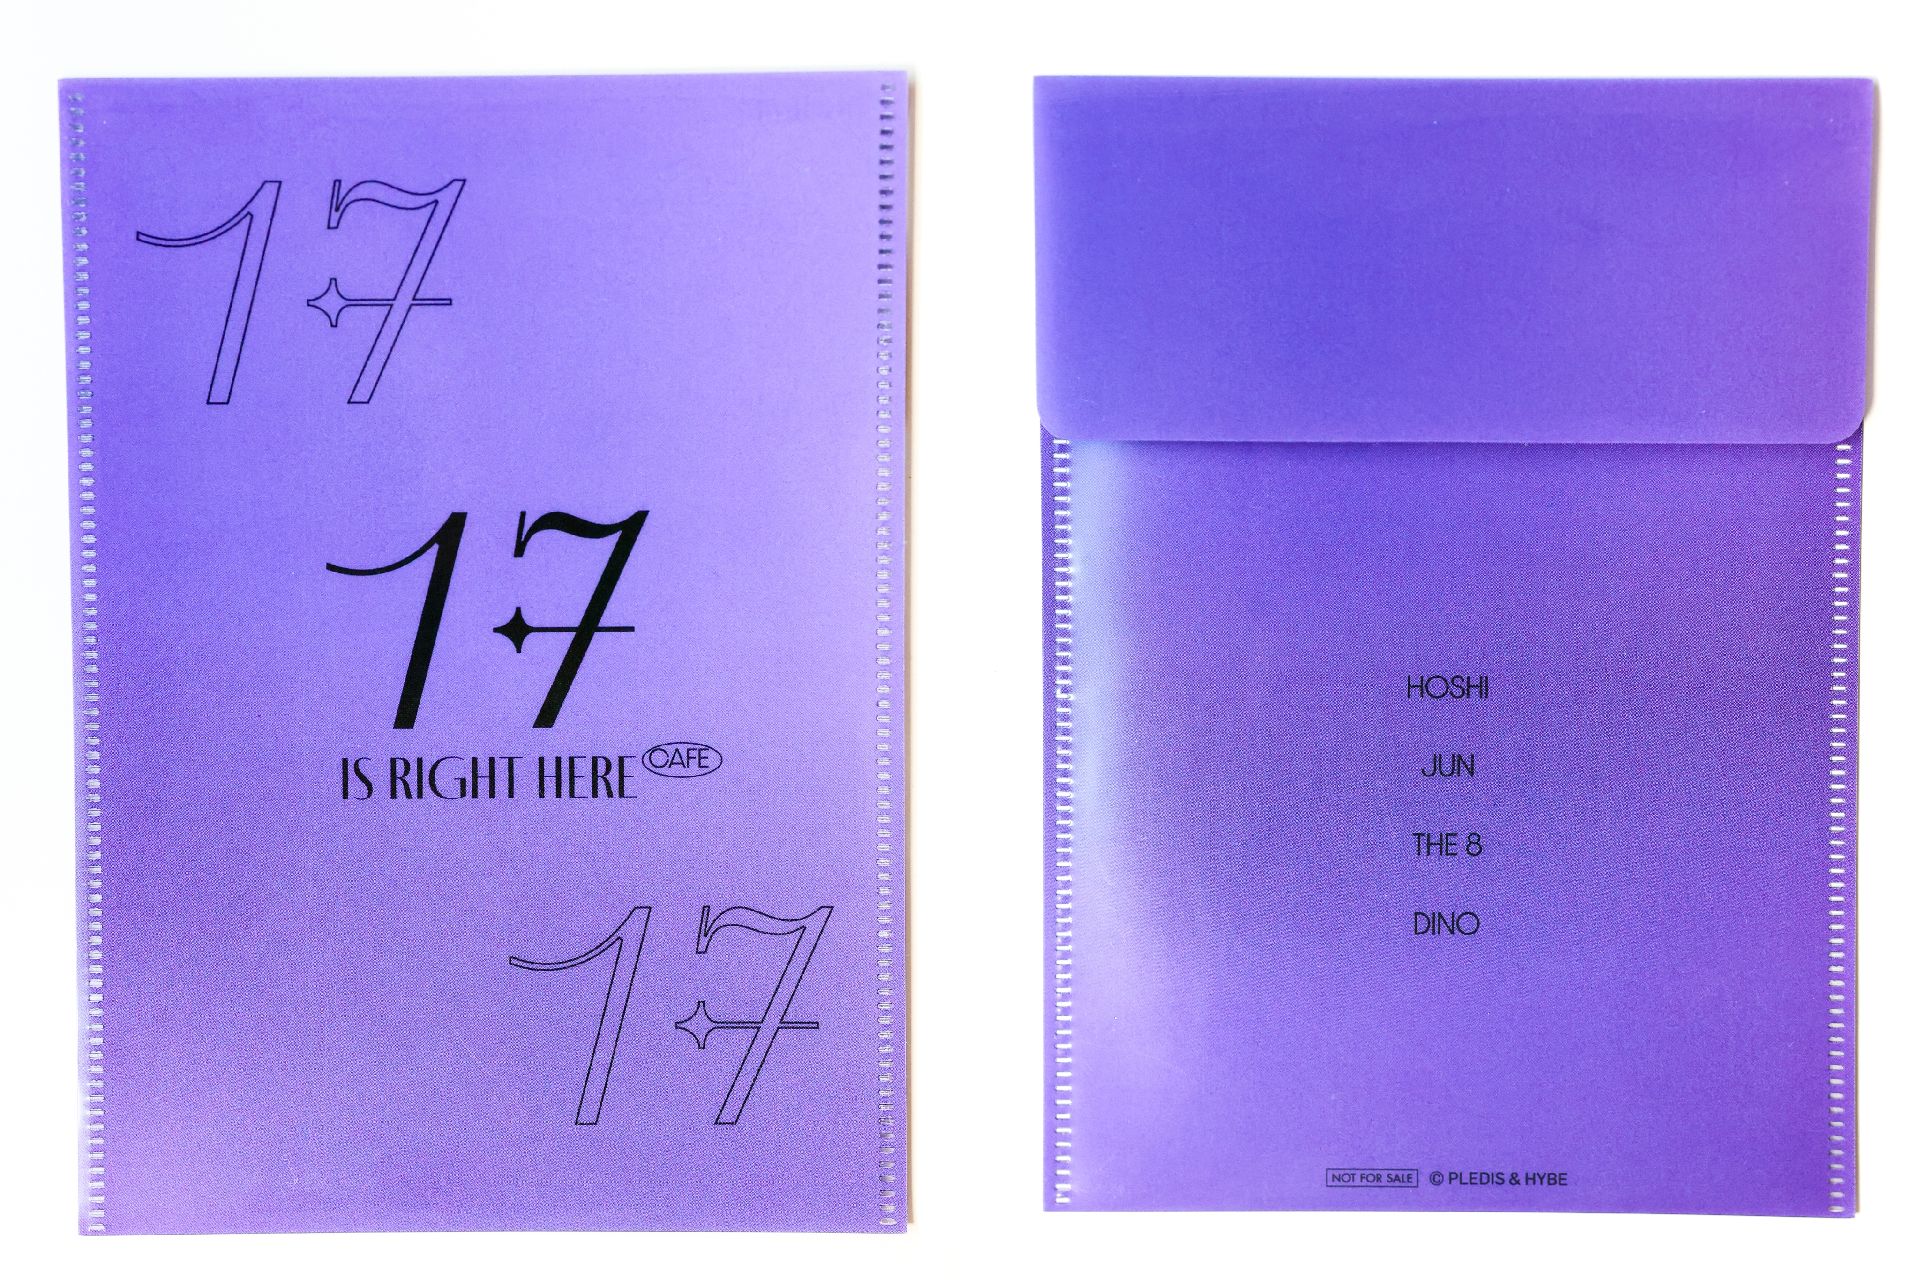 17
17
IS RIGHT HERE CAFE
17
HOSHI
JUN
THE 8
DINO
NOT FOR SALE © PLEDIS & HYBE